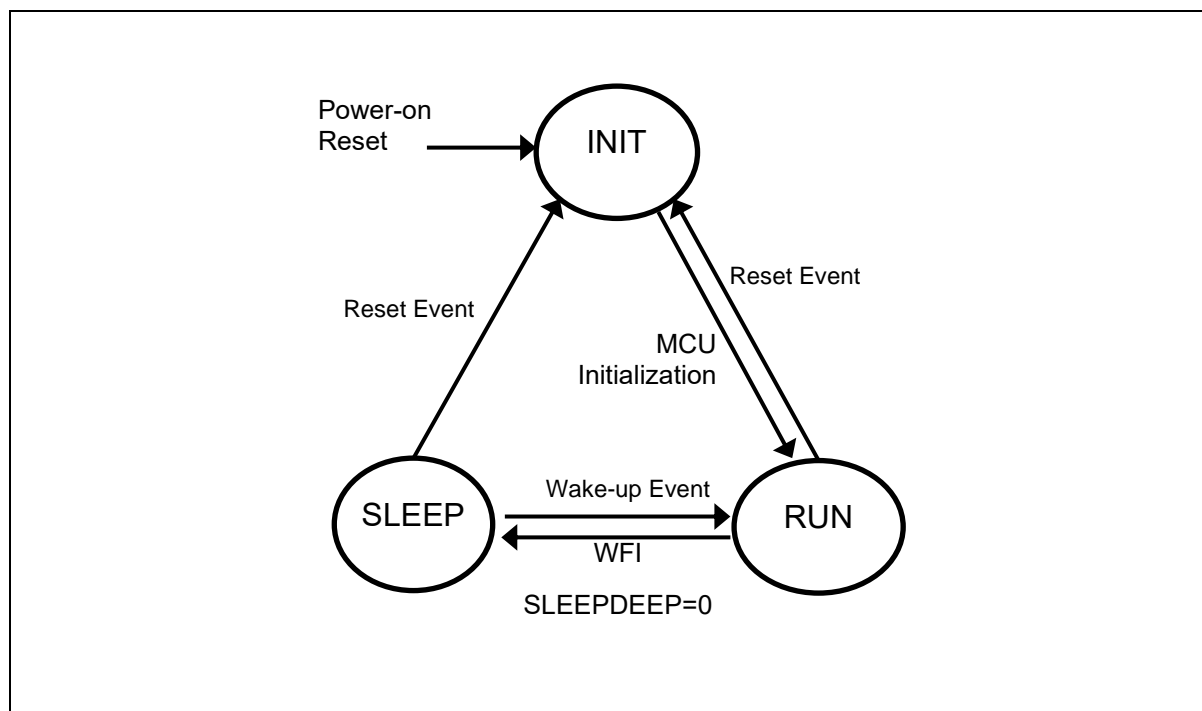 Power-on
Reset
INIT
Reset Event
Reset Event
MCU
Initialization
SLEEP
Wake-up Event
RUN
WFI
SLEEPDEEP=0